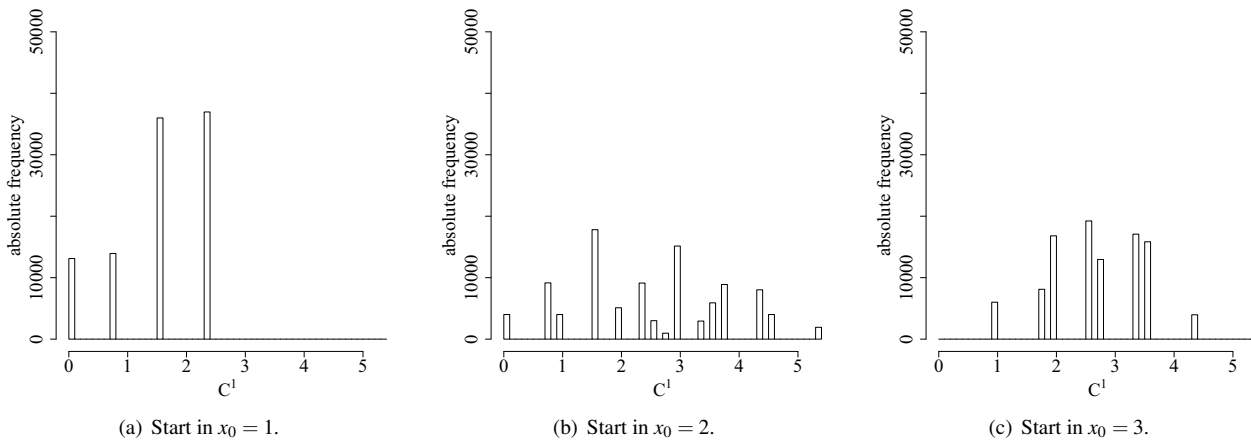 50000
30000
10000
0
absolute frequency
0 1 2 3 4 5
C¹
(a) Start in x₀ = 1.
50000
30000
10000
0
absolute frequency
0 1 2 3 4 5
C¹
(b) Start in x₀ = 2.
50000
30000
10000
0
absolute frequency
0 1 2 3 4 5
C¹
(c) Start in x₀ = 3.